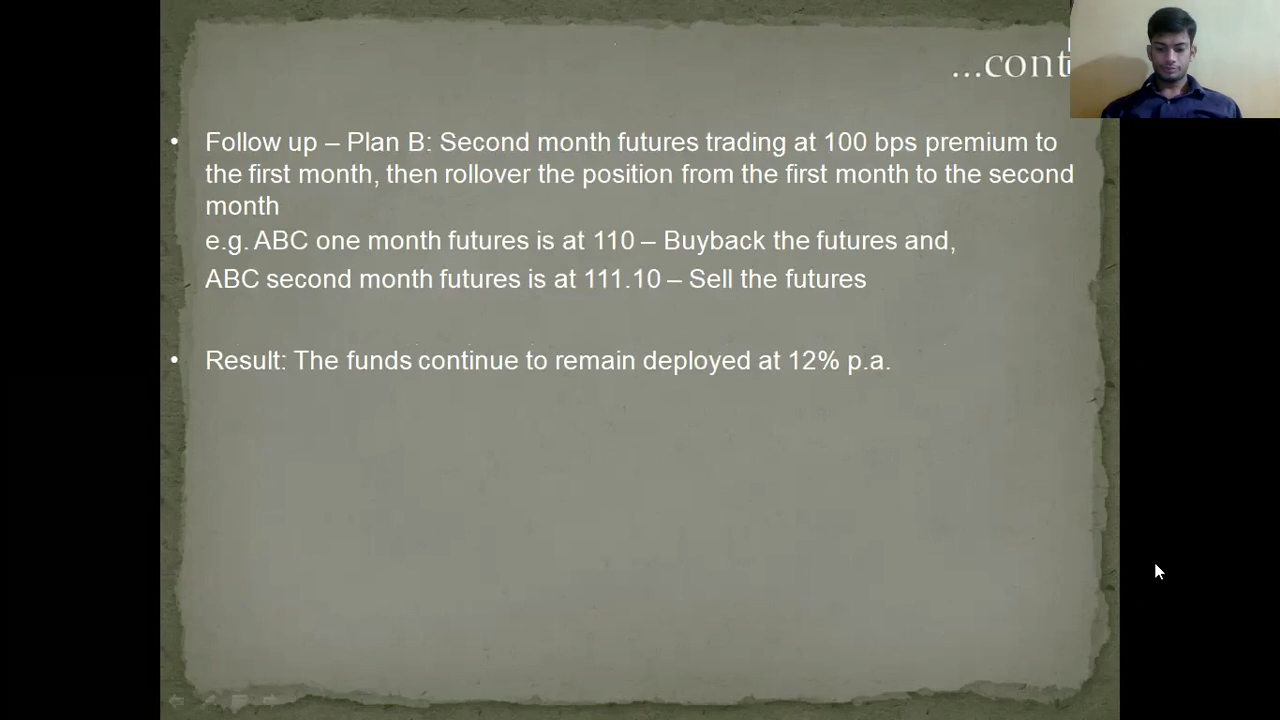 ...cont
• Follow up – Plan B: Second month futures trading at 100 bps premium to
the first month, then rollover the position from the first month to the second
month
e.g. ABC one month futures is at 110 – Buyback the futures and,
ABC second month futures is at 111.10 – Sell the futures
• Result: The funds continue to remain deployed at 12% p.a.